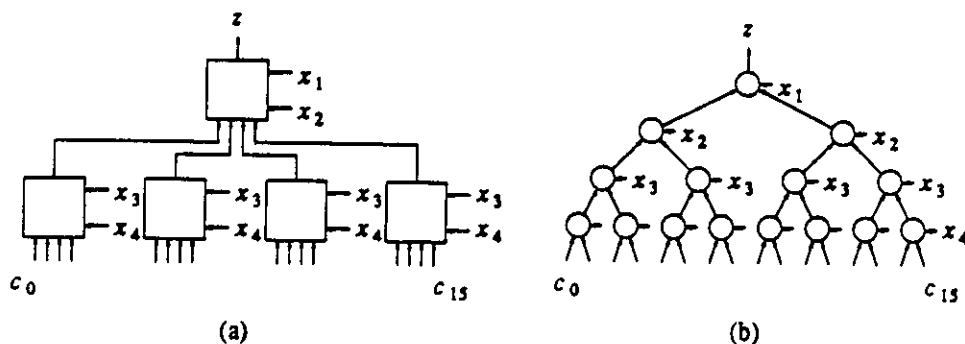 z
x₁
x₂
x₃ x₃ x₃ x₃
x₄ x₄ x₄ x₄
c₀ c₁₅
(a)
z
x₁
x₂ x₂
x₃ x₃ x₃ x₃
x₄
c₀ c₁₅
(b)